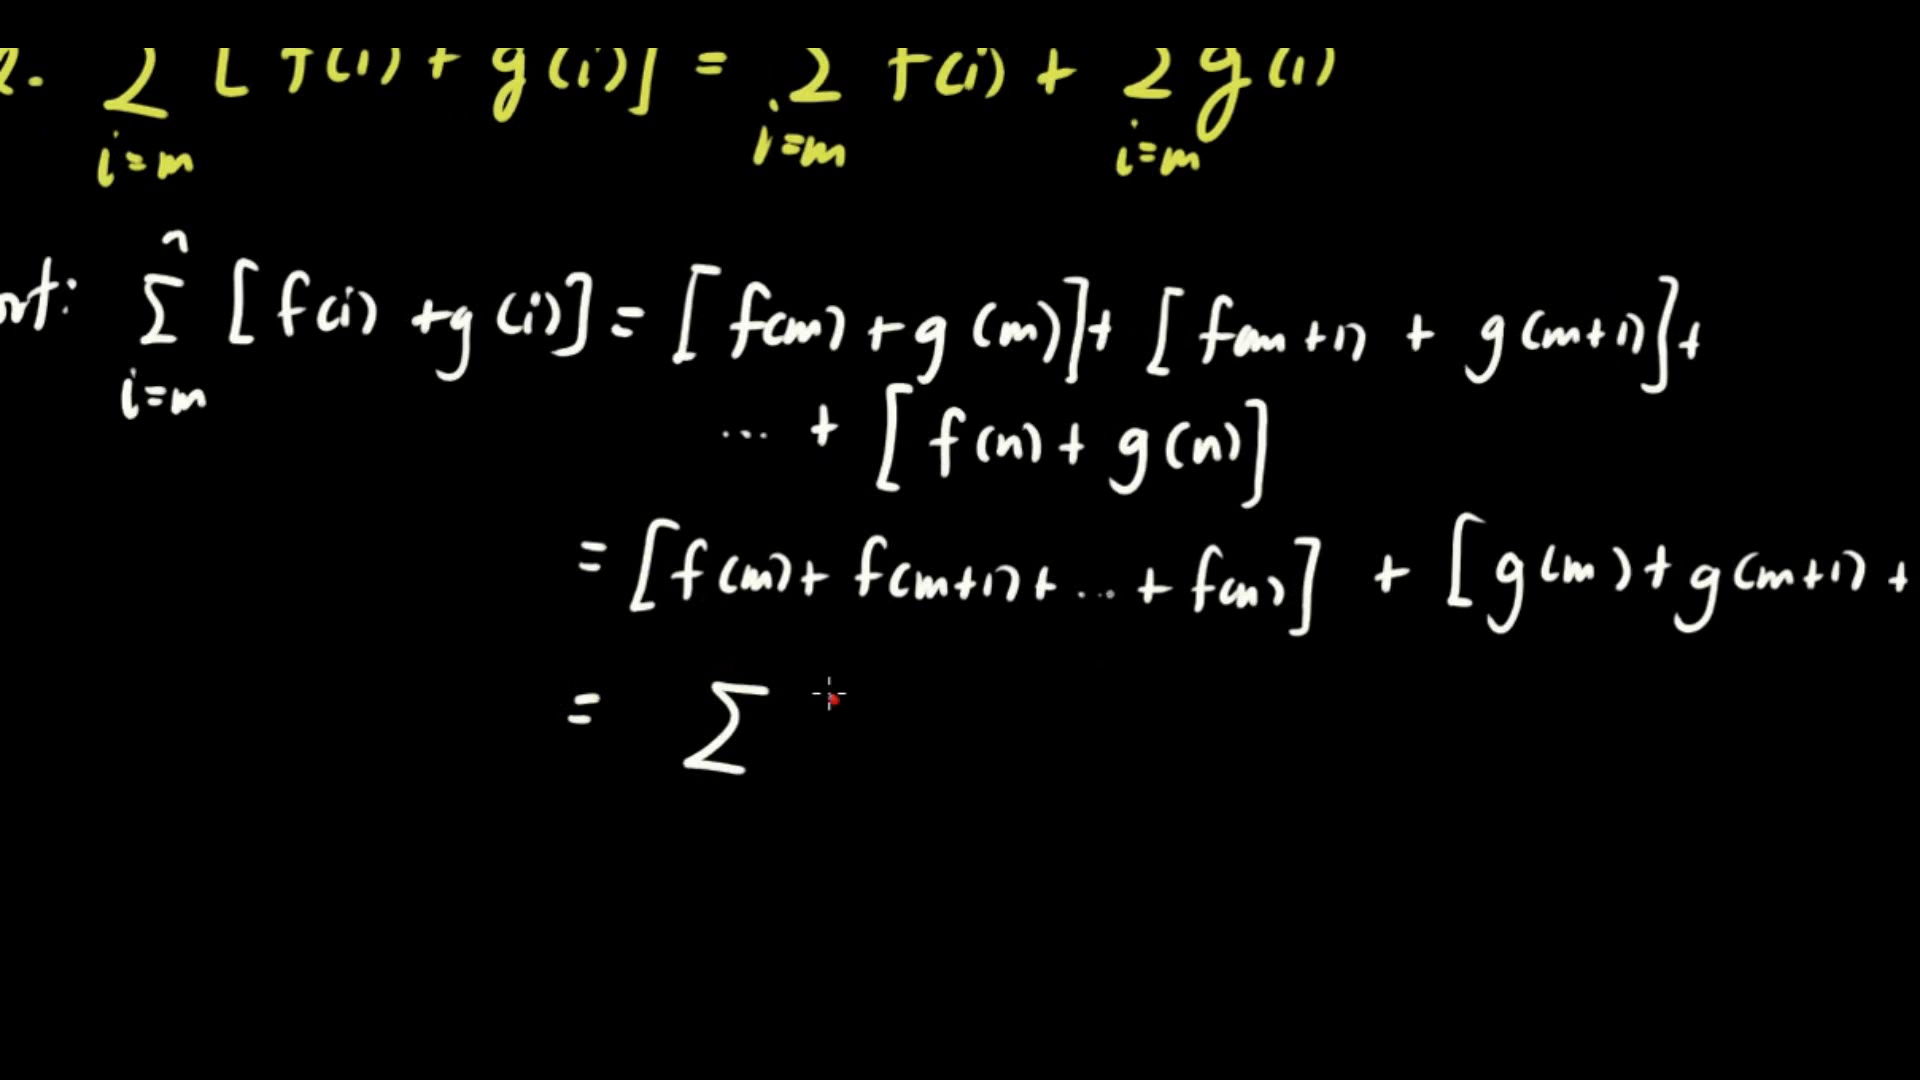 2. ∑ [f(i) + g(i)] = ∑ f(i) + ∑ g(i)
i=m i=m i=m
n
∑ [f(i) + g(i)] = [f(m) + g(m)] + [f(m+1) + g(m+1)] +
i=m
... + [f(n) + g(n)]
= [f(m) + f(m+1) + ... + f(n)] + [g(m) + g(m+1) +
= ∑